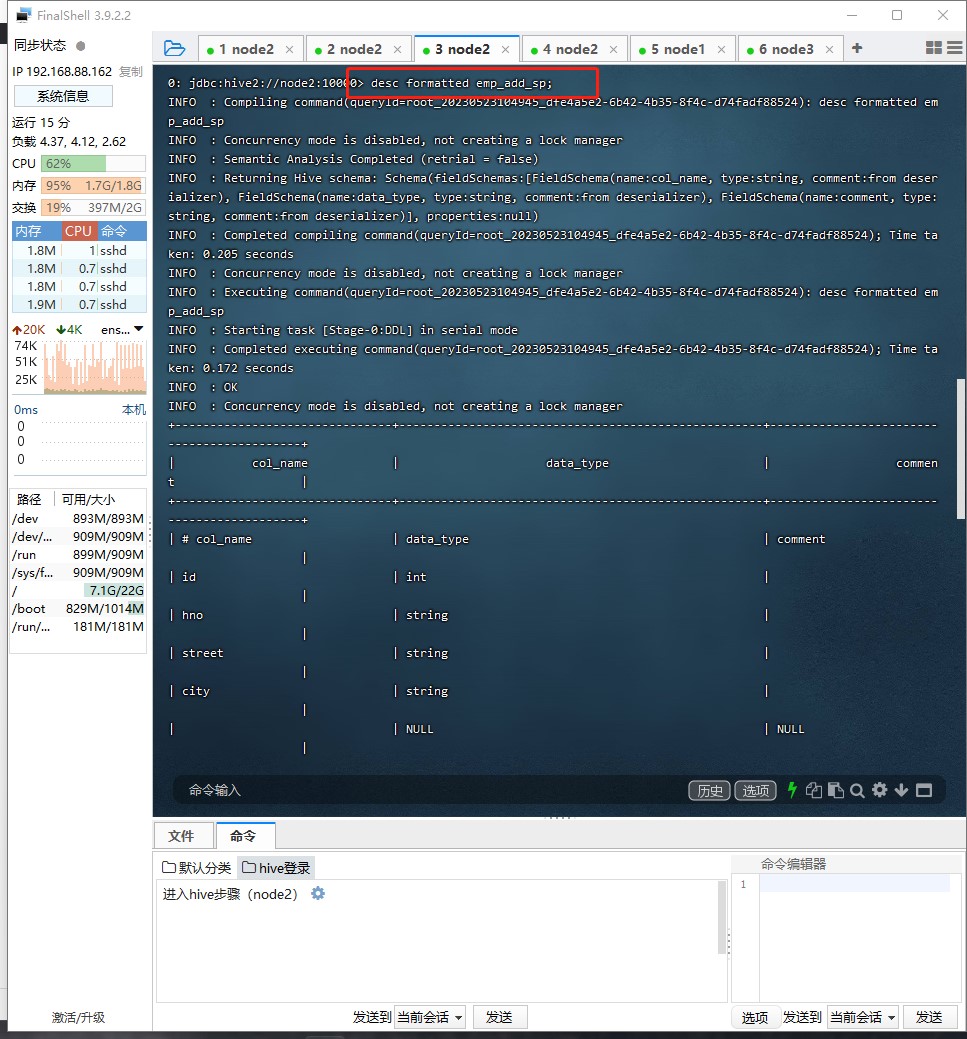 FinalShell 3.9.2.2
同步状态
IP 192.168.88.162 复制
系统信息
运行 15 分
负载 4.37, 4.12, 2.62
CPU 62%
内存 95% 1.7G/1.8G
交换 19% 397M/2G
内存 CPU 命令
1.8M 1 sshd
1.8M 0.7 sshd
1.8M 0.7 sshd
1.9M 0.7 sshd
20K 4K ens...
74K
51K
25K
0ms 本机
0
0
0
路径 可用/大小
/dev 893M/893M
/dev/... 909M/909M
/run 899M/909M
/sys/f... 909M/909M
/ 7.1G/22G
/boot 829M/1014M
/run/... 181M/181M
激活/升级
1 node2 × 2 node2 × 3 node2 × 4 node2 × 5 node1 × 6 node3 × +
0: jdbc:hive2://node2:10000> desc formatted emp_add_sp;
INFO  : Compiling command(queryId=root_20230523104945_dfe4a5e2-6b42-4b35-8f4c-d74fadf88524): desc formatted em
p_add_sp
INFO  : Concurrency mode is disabled, not creating a lock manager
INFO  : Semantic Analysis Completed (retrial = false)
INFO  : Returning Hive schema: Schema(fieldSchemas:[FieldSchema(name:col_name, type:string, comment:from deser
ializer), FieldSchema(name:data_type, type:string, comment:from deserializer), FieldSchema(name:comment, type:
string, comment:from deserializer)], properties:null)
INFO  : Completed compiling command(queryId=root_20230523104945_dfe4a5e2-6b42-4b35-8f4c-d74fadf88524); Time ta
ken: 0.205 seconds
INFO  : Concurrency mode is disabled, not creating a lock manager
INFO  : Executing command(queryId=root_20230523104945_dfe4a5e2-6b42-4b35-8f4c-d74fadf88524): desc formatted em
p_add_sp
INFO  : Starting task [Stage-0:DDL] in serial mode
INFO  : Completed executing command(queryId=root_20230523104945_dfe4a5e2-6b42-4b35-8f4c-d74fadf88524); Time ta
ken: 0.172 seconds
INFO  : OK
INFO  : Concurrency mode is disabled, not creating a lock manager
| col_name | data_type | commen
t |
| # col_name | data_type | comment
|
| id | int |
|
| hno | string |
|
| street | string |
|
| city | string |
|
| | NULL | NULL
|
命令输入 历史 选项
文件 命令
默认分类 hive登录
进入hive步骤（node2）
命令编辑器
1
发送到 当前会话 发送
选项 发送到 当前会话 发送